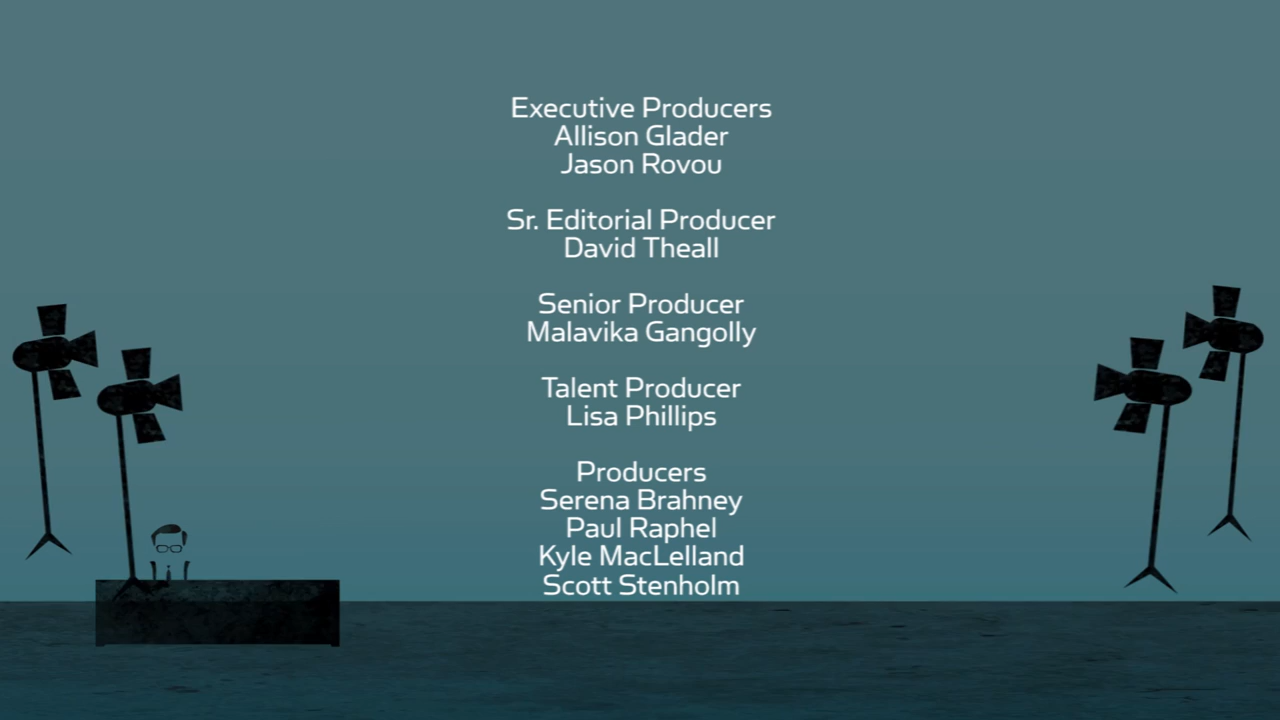 Executive Producers
Allison Glader
Jason Rovou
Sr. Editorial Producer
David Theall
Senior Producer
Malavika Gangolly
Talent Producer
Lisa Phillips
Producers
Serena Brahney
Paul Raphel
Kyle MacLelland
Scott Stenholm